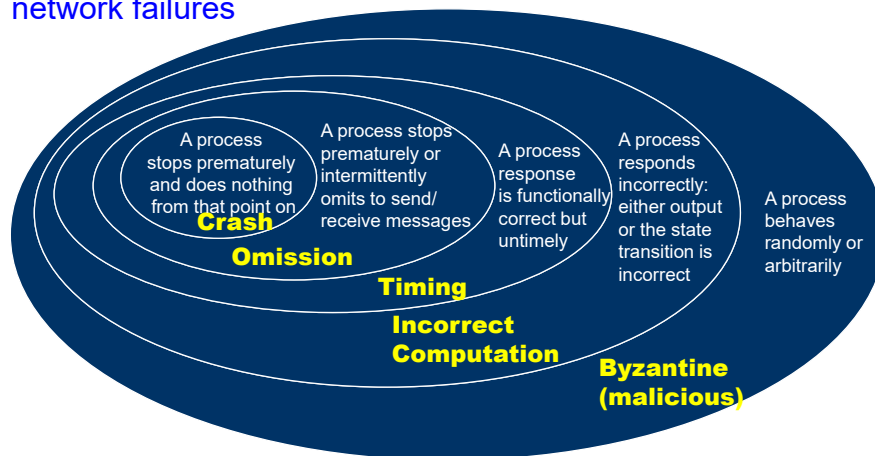 network failures
A process
stops prematurely
and does nothing
from that point on
Crash
A process stops
prematurely or
intermittently
omits to send/
receive messages
Omission
A process
response
is functionally
correct but
untimely
Timing
A process
responds
incorrectly:
either output
or the state
transition is
incorrect
Incorrect
Computation
A process
behaves
randomly or
arbitrarily
Byzantine
(malicious)